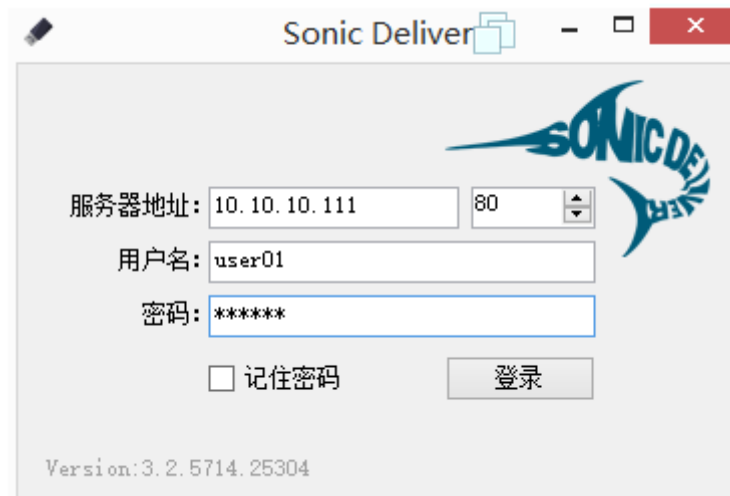 Sonic Deliver
SONIC DELIVER
服务器地址: 10.10.10.111 80
用户名: user01
密码: ******
记住密码 登录
Version:3.2.5714.25304